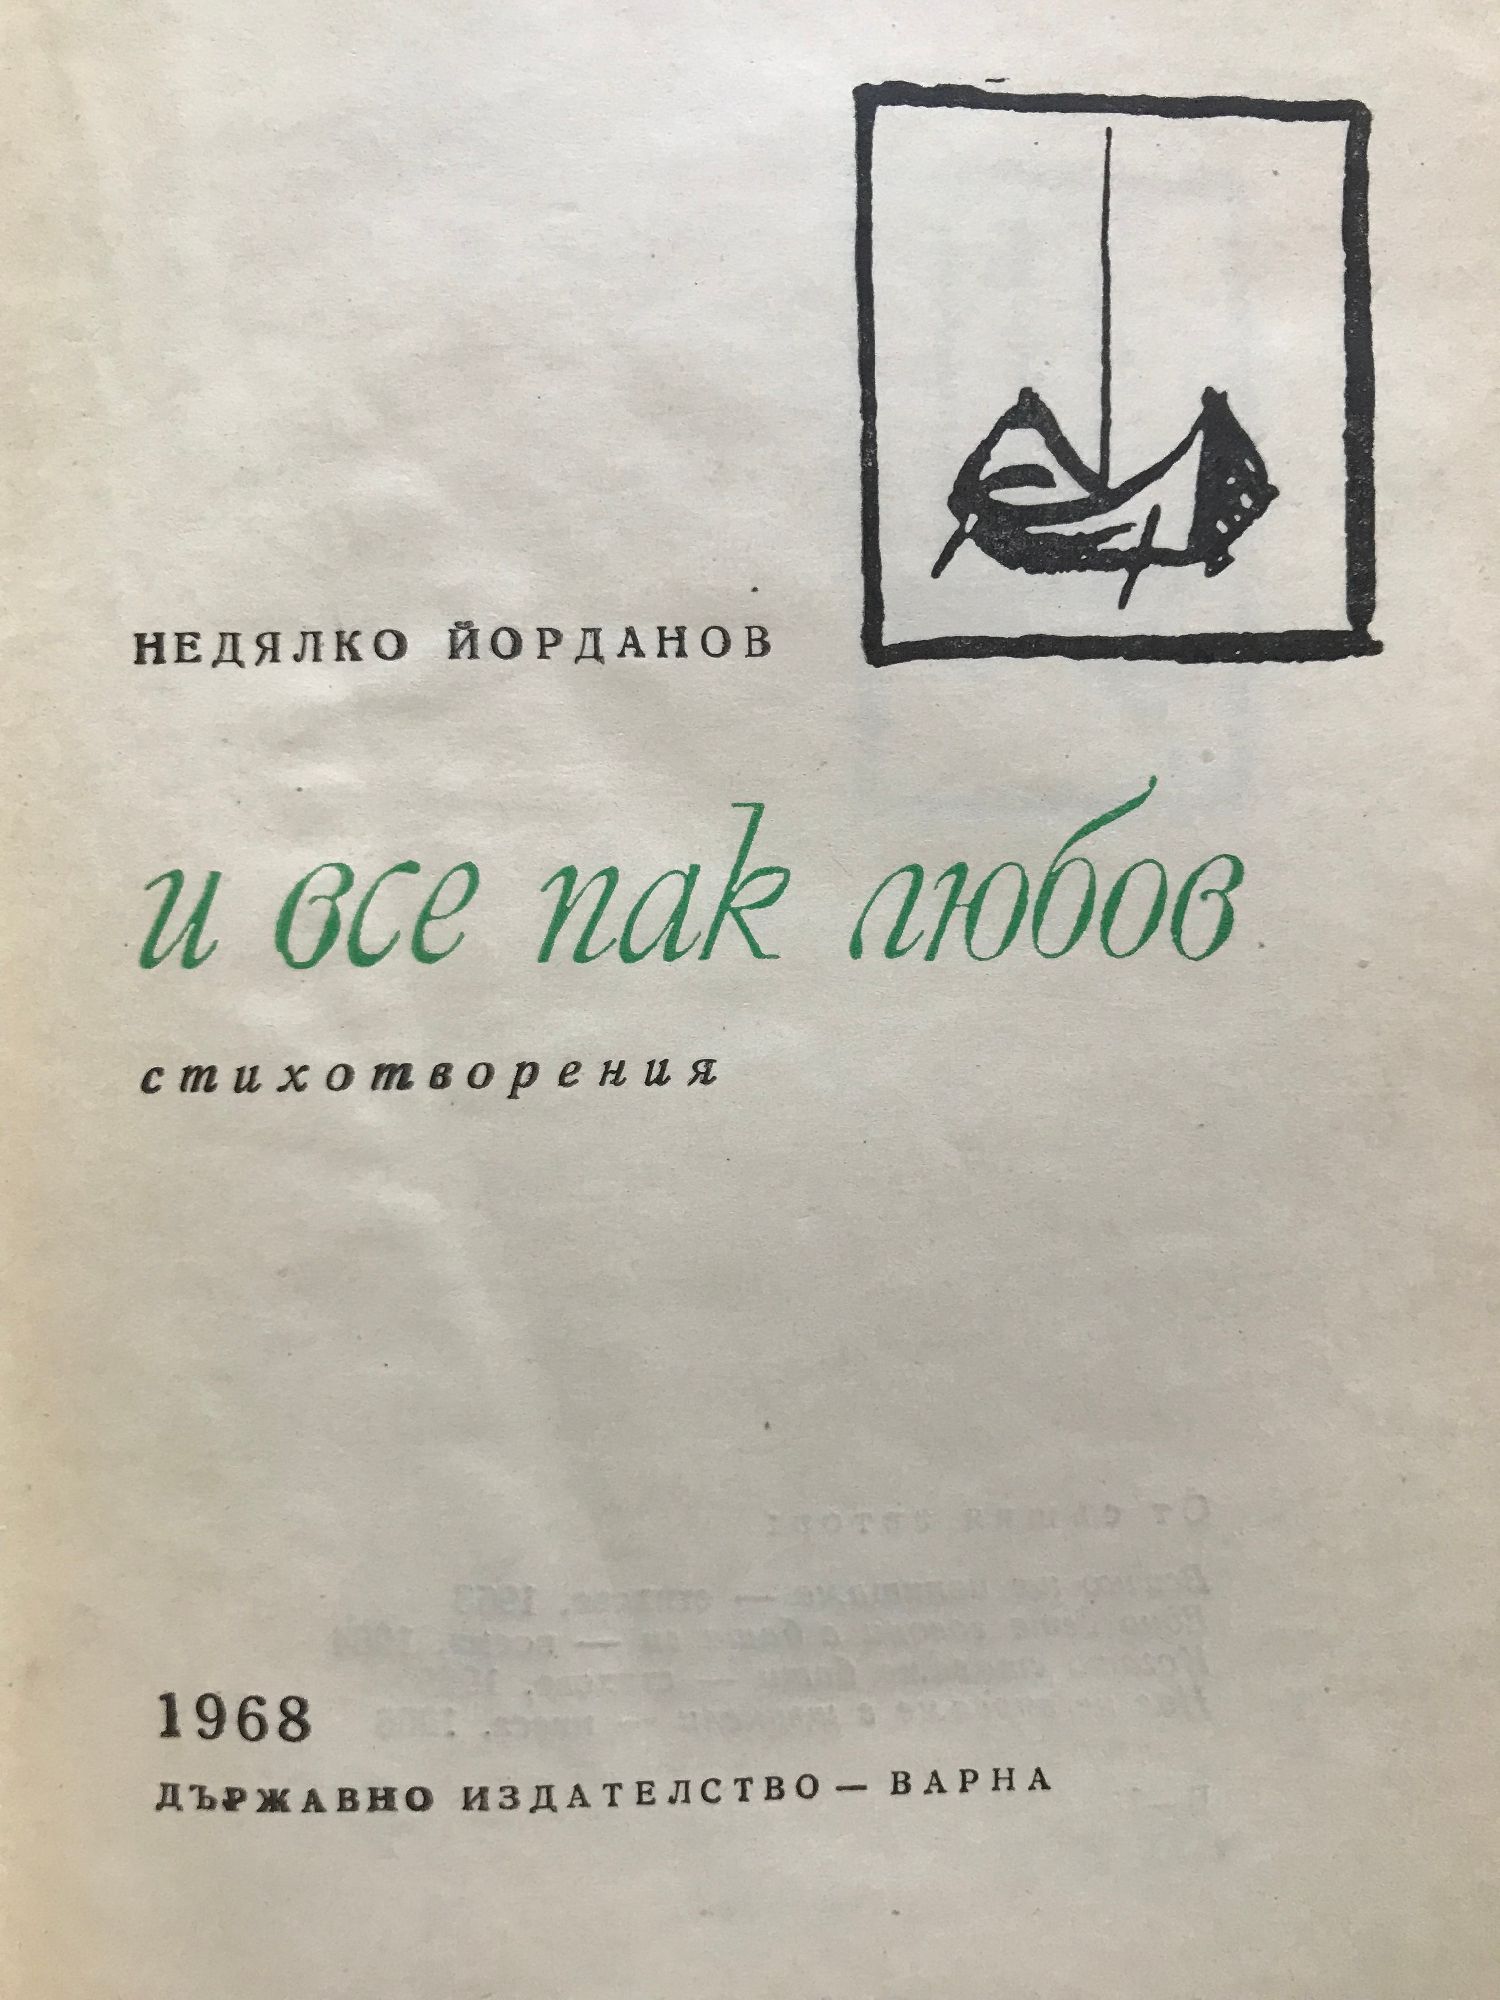 НЕДЯЛКО ЙОРДАНОВ
и все пак любов
стихотворения
1968
ДЪРЖАВНО ИЗДАТЕЛСТВО — ВАРНА